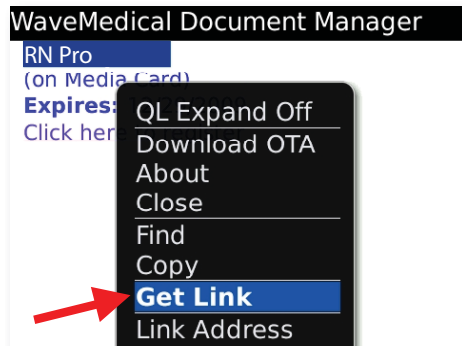 WaveMedical Document Manager
RN Pro
(on Media Card)
Expires:
Click here
QL Expand Off
Download OTA
About
Close
Find
Copy
Get Link
Link Address